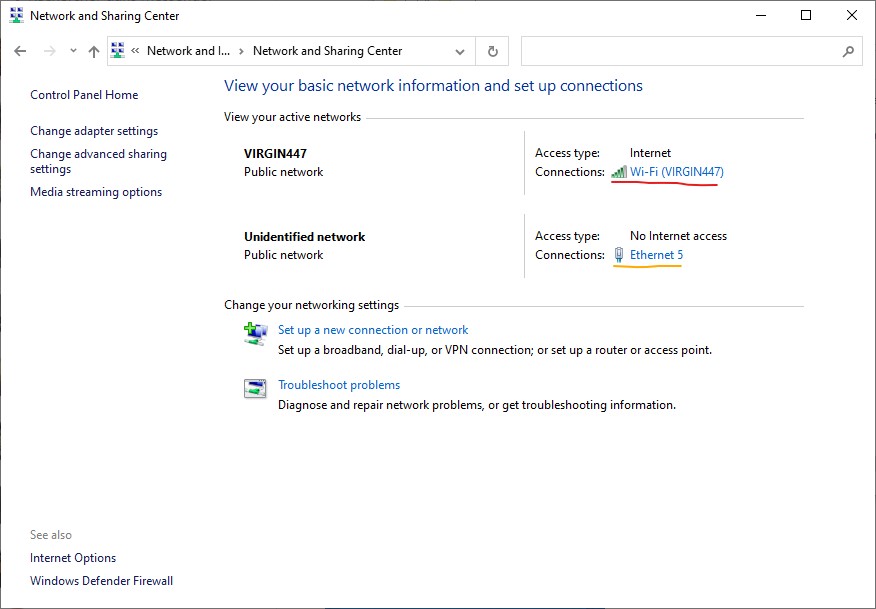 Network and Sharing Center
« Network and I... › Network and Sharing Center
Control Panel Home
Change adapter settings
Change advanced sharing
settings
Media streaming options
View your basic network information and set up connections
View your active networks
VIRGIN447
Public network
Access type: Internet
Connections: Wi-Fi (VIRGIN447)
Unidentified network
Public network
Access type: No Internet access
Connections: Ethernet 5
Change your networking settings
Set up a new connection or network
Set up a broadband, dial-up, or VPN connection; or set up a router or access point.
Troubleshoot problems
Diagnose and repair network problems, or get troubleshooting information.
See also
Internet Options
Windows Defender Firewall